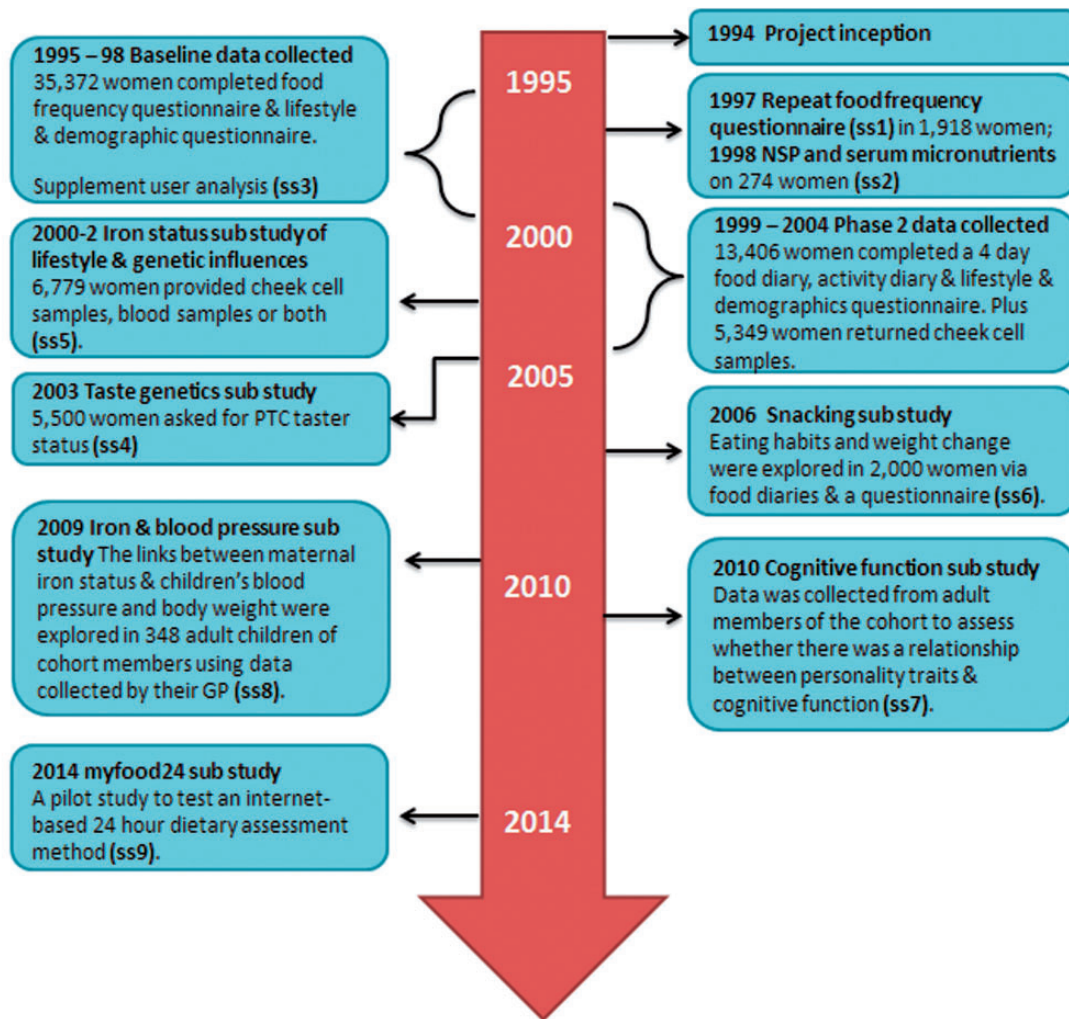 1994 Project inception
1995 – 98 Baseline data collected
35,372 women completed food
frequency questionnaire & lifestyle
& demographic questionnaire.
Supplement user analysis (ss3)
1995
1997 Repeat food frequency
questionnaire (ss1) in 1,918 women;
1998 NSP and serum micronutrients
on 274 women (ss2)
2000-2 Iron status sub study of
lifestyle & genetic influences
6,779 women provided cheek cell
samples, blood samples or both
(ss5).
2000
1999 – 2004 Phase 2 data collected
13,406 women completed a 4 day
food diary, activity diary & lifestyle &
demographics questionnaire. Plus
5,349 women returned cheek cell
samples.
2003 Taste genetics sub study
5,500 women asked for PTC taster
status (ss4)
2005
2006 Snacking sub study
Eating habits and weight change
were explored in 2,000 women via
food diaries & a questionnaire (ss6).
2009 Iron & blood pressure sub
study The links between maternal
iron status & children's blood
pressure and body weight were
explored in 348 adult children of
cohort members using data
collected by their GP (ss8).
2010
2010 Cognitive function sub study
Data was collected from adult
members of the cohort to assess
whether there was a relationship
between personality traits &
cognitive function (ss7).
2014 myfood24 sub study
A pilot study to test an internet-
based 24 hour dietary assessment
method (ss9).
2014